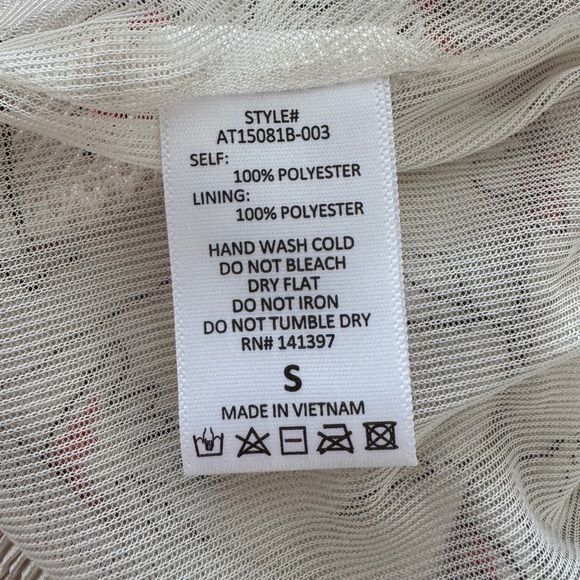 STYLE#
AT15081B-003
SELF:
100% POLYESTER
LINING:
100% POLYESTER
HAND WASH COLD
DO NOT BLEACH
DRY FLAT
DO NOT IRON
DO NOT TUMBLE DRY
RN# 141397
S
MADE IN VIETNAM